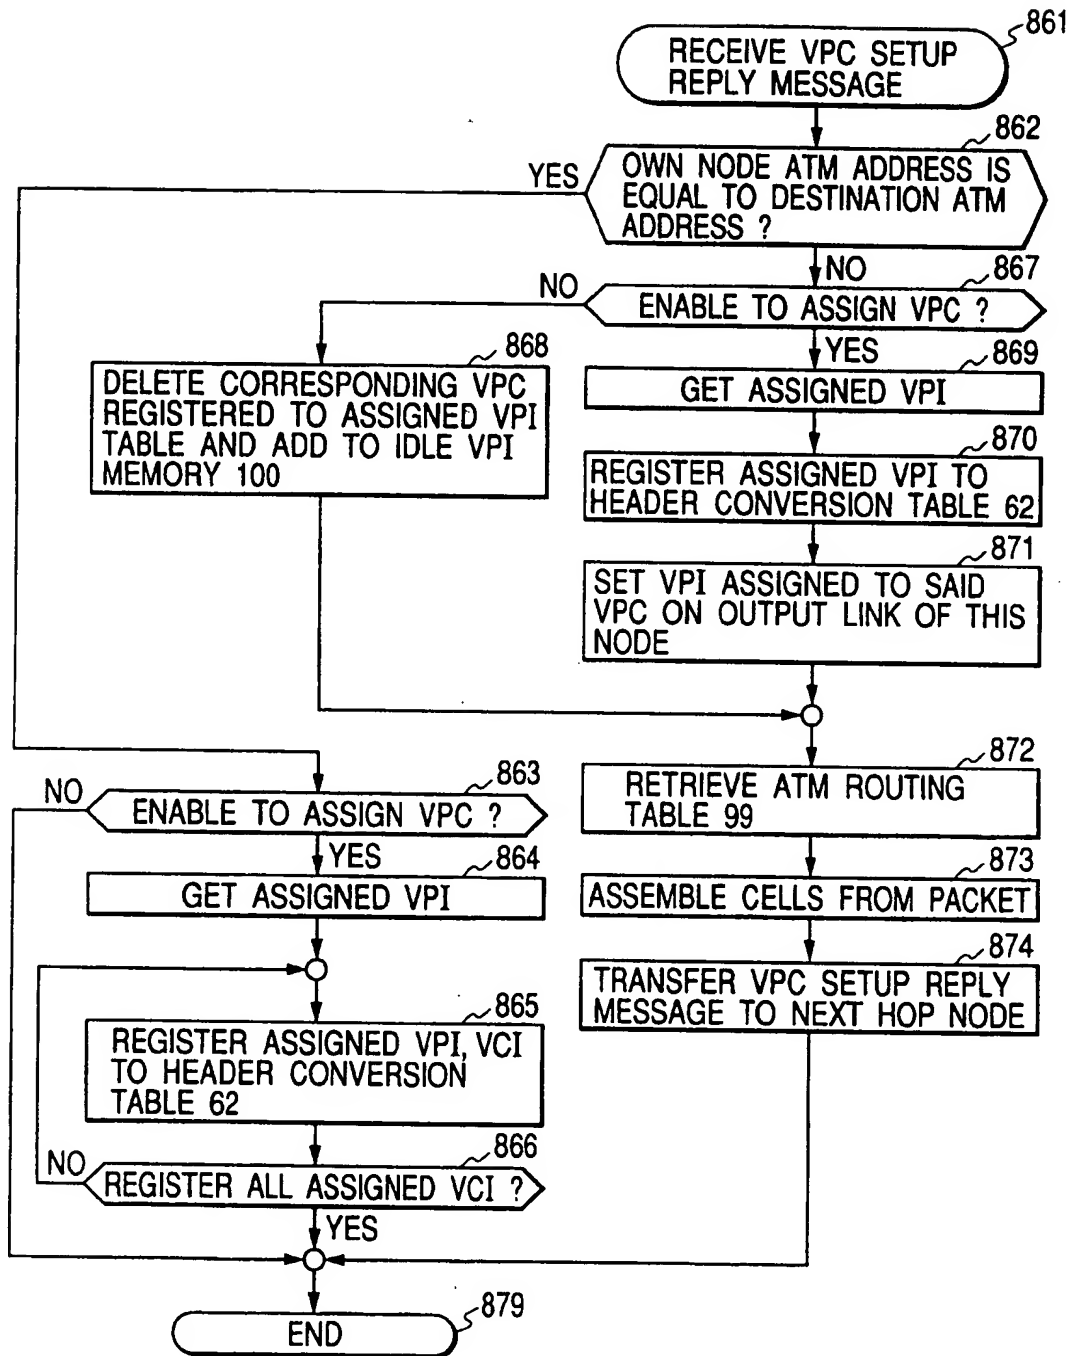 861
RECEIVE VPC SETUP
REPLY MESSAGE
862
YES
OWN NODE ATM ADDRESS IS
EQUAL TO DESTINATION ATM
ADDRESS ?
NO
867
NO
ENABLE TO ASSIGN VPC ?
868
DELETE CORRESPONDING VPC
REGISTERED TO ASSIGNED VPI
TABLE AND ADD TO IDLE VPI
MEMORY 100
YES
869
GET ASSIGNED VPI
870
REGISTER ASSIGNED VPI TO
HEADER CONVERSION TABLE 62
871
SET VPI ASSIGNED TO SAID
VPC ON OUTPUT LINK OF THIS
NODE
872
RETRIEVE ATM ROUTING
TABLE 99
873
ASSEMBLE CELLS FROM PACKET
874
TRANSFER VPC SETUP REPLY
MESSAGE TO NEXT HOP NODE
863
NO
ENABLE TO ASSIGN VPC ?
YES
864
GET ASSIGNED VPI
865
REGISTER ASSIGNED VPI, VCI
TO HEADER CONVERSION
TABLE 62
866
NO
REGISTER ALL ASSIGNED VCI ?
YES
879
END